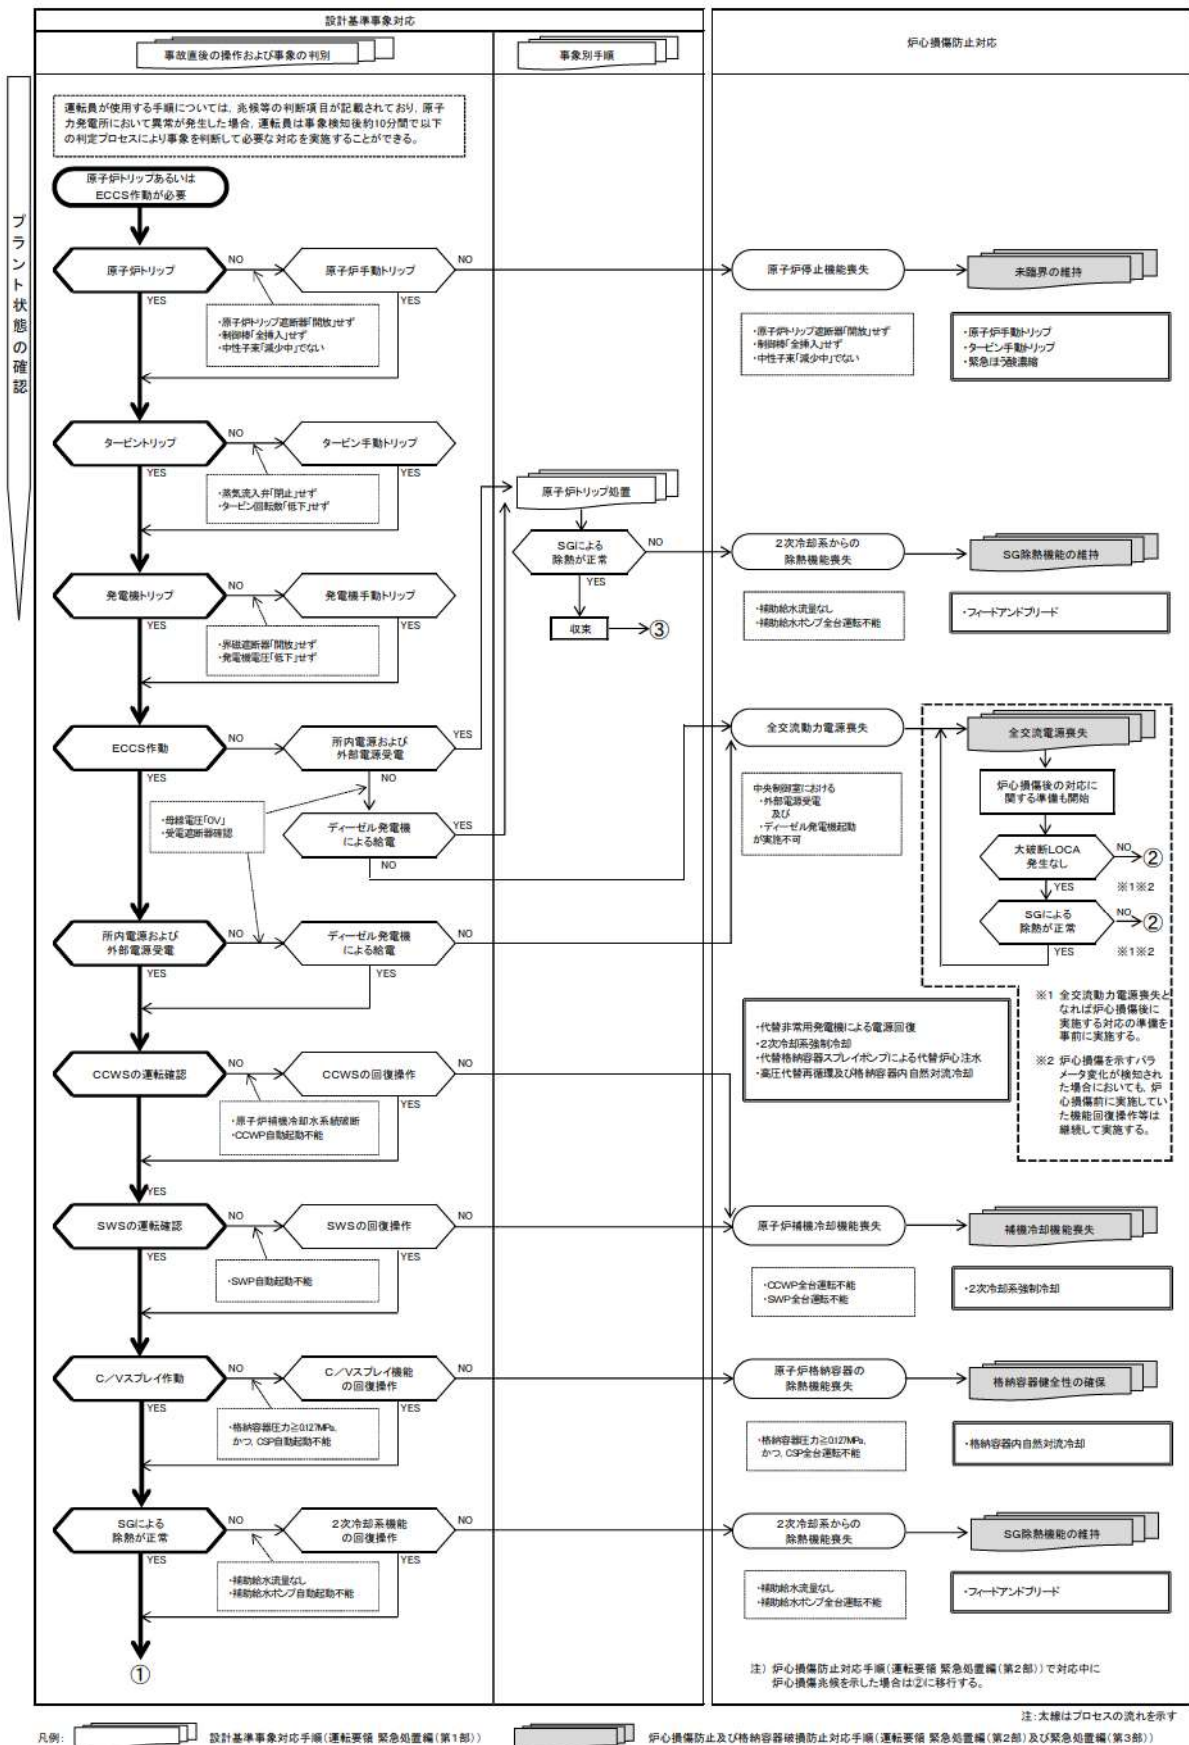 設計基準事象対応
炉心損傷防止対応
事故直後の操作および事象の判別
事象別手順
プラント状態の確認
運転員が使用する手順については、兆候等の判断項目が記載されており、原子
力発電所において異常が発生した場合、運転員は事象検知後約10分間で以下
の判定プロセスにより事象を判断して必要な対応を実施することができる。
原子炉トリップあるいは
ECCS作動が必要
原子炉トリップ
NO
原子炉手動トリップ
NO
原子炉停止機能喪失
未臨界の維持
YES
YES
・原子炉トリップ遮断器「開放」せず
・制御棒「全挿入」せず
・中性子束「減少中」でない
・原子炉トリップ遮断器「開放」せず
・制御棒「全挿入」せず
・中性子束「減少中」でない
・原子炉手動トリップ
・タービン手動トリップ
・緊急ほう酸濃縮
タービントリップ
NO
タービン手動トリップ
YES
YES
・蒸気流入弁「閉止」せず
・タービン回転数「低下」せず
原子炉トリップ処置
SGによる
除熱が正常
NO
2次冷却系からの
除熱機能喪失
SG除熱機能の維持
YES
収束
③
・補助給水流量なし
・補助給水ポンプ全台運転不能
・フィードアンドブリード
発電機トリップ
NO
発電機手動トリップ
YES
YES
・界磁遮断器「開放」せず
・発電機電圧「低下」せず
ECCS作動
NO
所内電源および
外部電源受電
YES
YES
NO
・母線電圧「0V」
・受電遮断器確認
ディーゼル発電機
による給電
YES
NO
全交流動力電源喪失
全交流電源喪失
中央制御室における
・外部電源受電
及び
・ディーゼル発電機起動
が実施不可
炉心損傷後の対応に
関する準備も開始
大破断LOCA
発生なし
NO
②
YES
※1※2
SGによる
除熱が正常
NO
②
YES
※1※2
所内電源および
外部電源受電
NO
ディーゼル発電機
による給電
NO
YES
YES
・代替非常用発電機による電源回復
・2次冷却系強制冷却
・代替格納容器スプレイポンプによる代替炉心注水
・高圧代替再循環及び格納容器内自然対流冷却
※1 全交流動力電源喪失と
なれば炉心損傷後に
実施する対応の準備を
事前に実施する。
※2 炉心損傷を示すパラ
メータ変化が検知され
た場合においても、炉
心損傷前に実施してい
た機能回復操作等は
継続して実施する。
CCWSの運転確認
NO
CCWSの回復操作
NO
YES
YES
・原子炉補機冷却水系統破断
・CCWP自動起動不能
SWSの運転確認
NO
SWSの回復操作
NO
原子炉補機冷却機能喪失
補機冷却機能喪失
YES
YES
・SWP自動起動不能
・CCWP全台運転不能
・SWP全台運転不能
・2次冷却系強制冷却
C/Vスプレイ作動
NO
C/Vスプレイ機能
の回復操作
NO
原子炉格納容器の
除熱機能喪失
格納容器健全性の確保
YES
YES
・格納容器圧力≧0.127MPa、
かつ、CSP自動起動不能
・格納容器圧力≧0.127MPa、
かつ、CSP全台運転不能
・格納容器内自然対流冷却
SGによる
除熱が正常
NO
2次冷却系機能
の回復操作
NO
2次冷却系からの
除熱機能喪失
SG除熱機能の維持
YES
YES
・補助給水流量なし
・補助給水ポンプ自動起動不能
・補助給水流量なし
・補助給水ポンプ全台運転不能
・フィードアンドブリード
①
注）炉心損傷防止対応手順(運転要領 緊急処置編(第2部))で対応中に
炉心損傷兆候を示した場合は②に移行する。
注:太線はプロセスの流れを示す
凡例:
設計基準事象対応手順(運転要領 緊急処置編(第1部))
炉心損傷防止及び格納容器破損防止対応手順(運転要領 緊急処置編(第2部)及び緊急処置編(第3部))